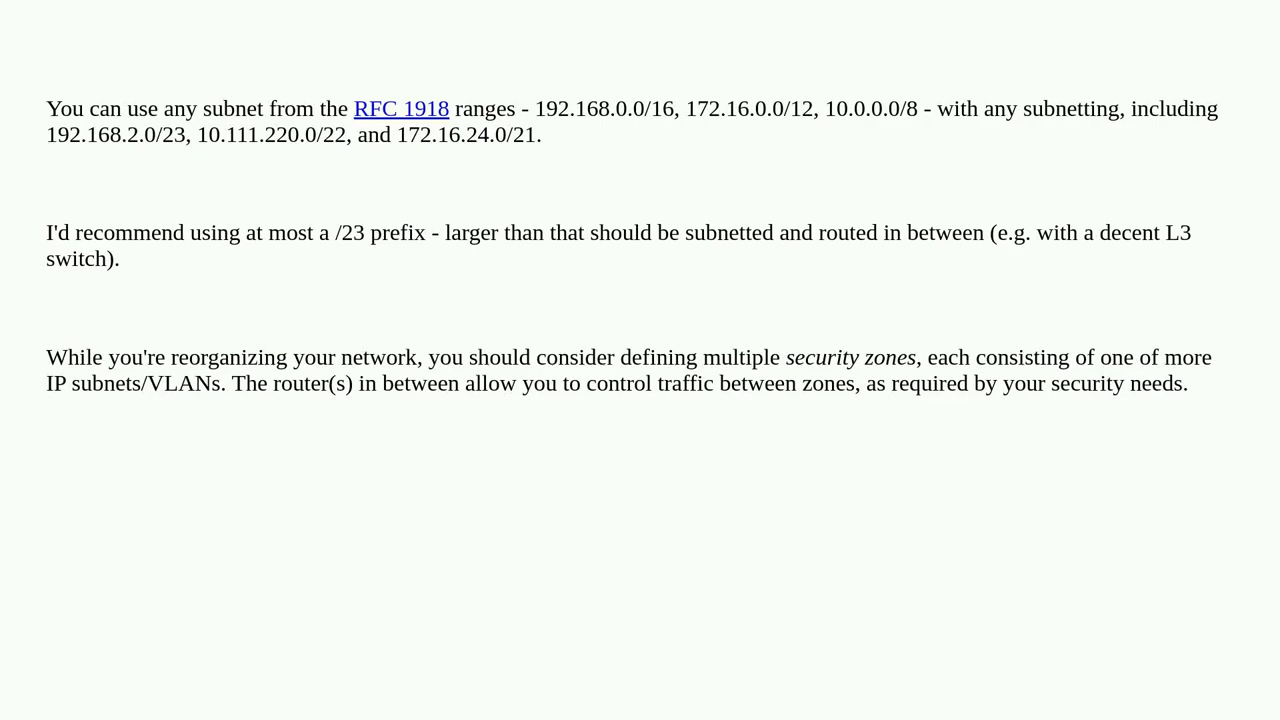 You can use any subnet from the RFC 1918 ranges - 192.168.0.0/16, 172.16.0.0/12, 10.0.0.0/8 - with any subnetting, including
192.168.2.0/23, 10.111.220.0/22, and 172.16.24.0/21.
I'd recommend using at most a /23 prefix - larger than that should be subnetted and routed in between (e.g. with a decent L3
switch).
While you're reorganizing your network, you should consider defining multiple security zones, each consisting of one of more
IP subnets/VLANs. The router(s) in between allow you to control traffic between zones, as required by your security needs.